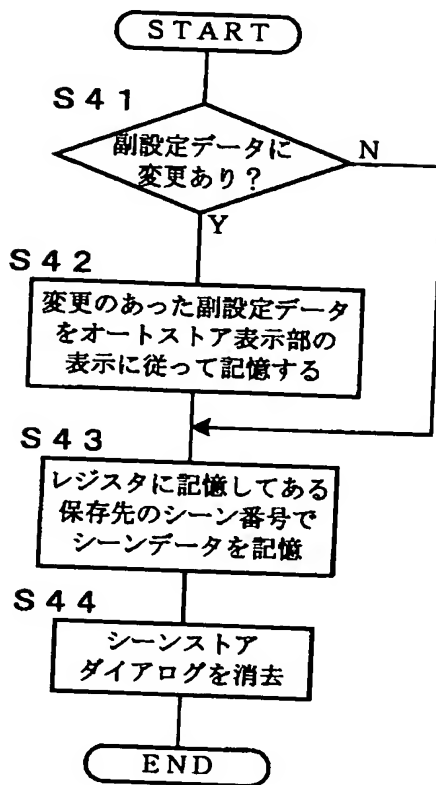 START
S41
副設定データに
変更あり？
N
Y
S42
変更のあった副設定データ
をオートストア表示部の
表示に従って記憶する
S43
レジスタに記憶してある
保存先のシーン番号で
シーンデータを記憶
S44
シーンストア
ダイアログを消去
END